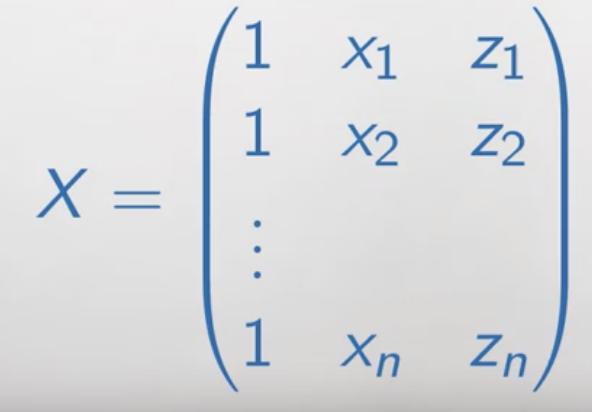 1 x₁ z₁
1 x₂ z₂
X =
⋮
1 xₙ zₙ